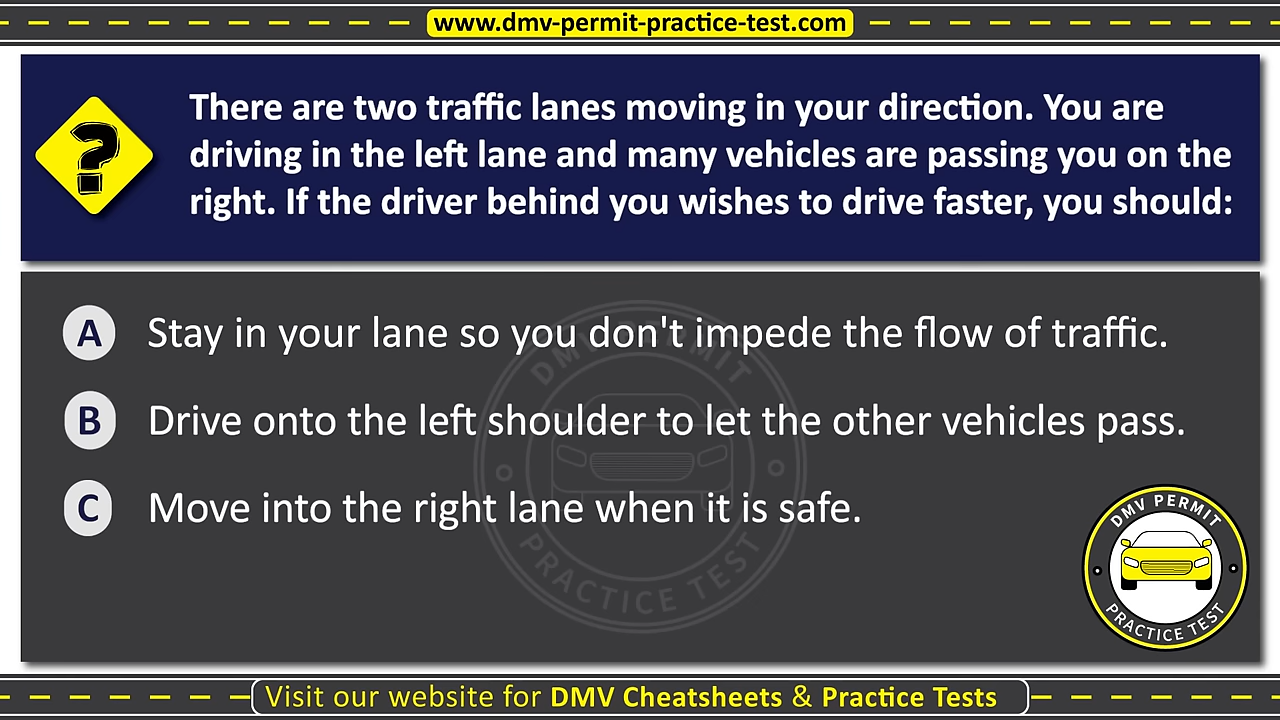 www.dmv-permit-practice-test.com
?
There are two traffic lanes moving in your direction. You are
driving in the left lane and many vehicles are passing you on the
right. If the driver behind you wishes to drive faster, you should:
A Stay in your lane so you don't impede the flow of traffic.
B Drive onto the left shoulder to let the other vehicles pass.
C Move into the right lane when it is safe.
DMV PERMIT
PRACTICE TEST
DMV PERMIT
PRACTICE TEST
Visit our website for DMV Cheatsheets & Practice Tests